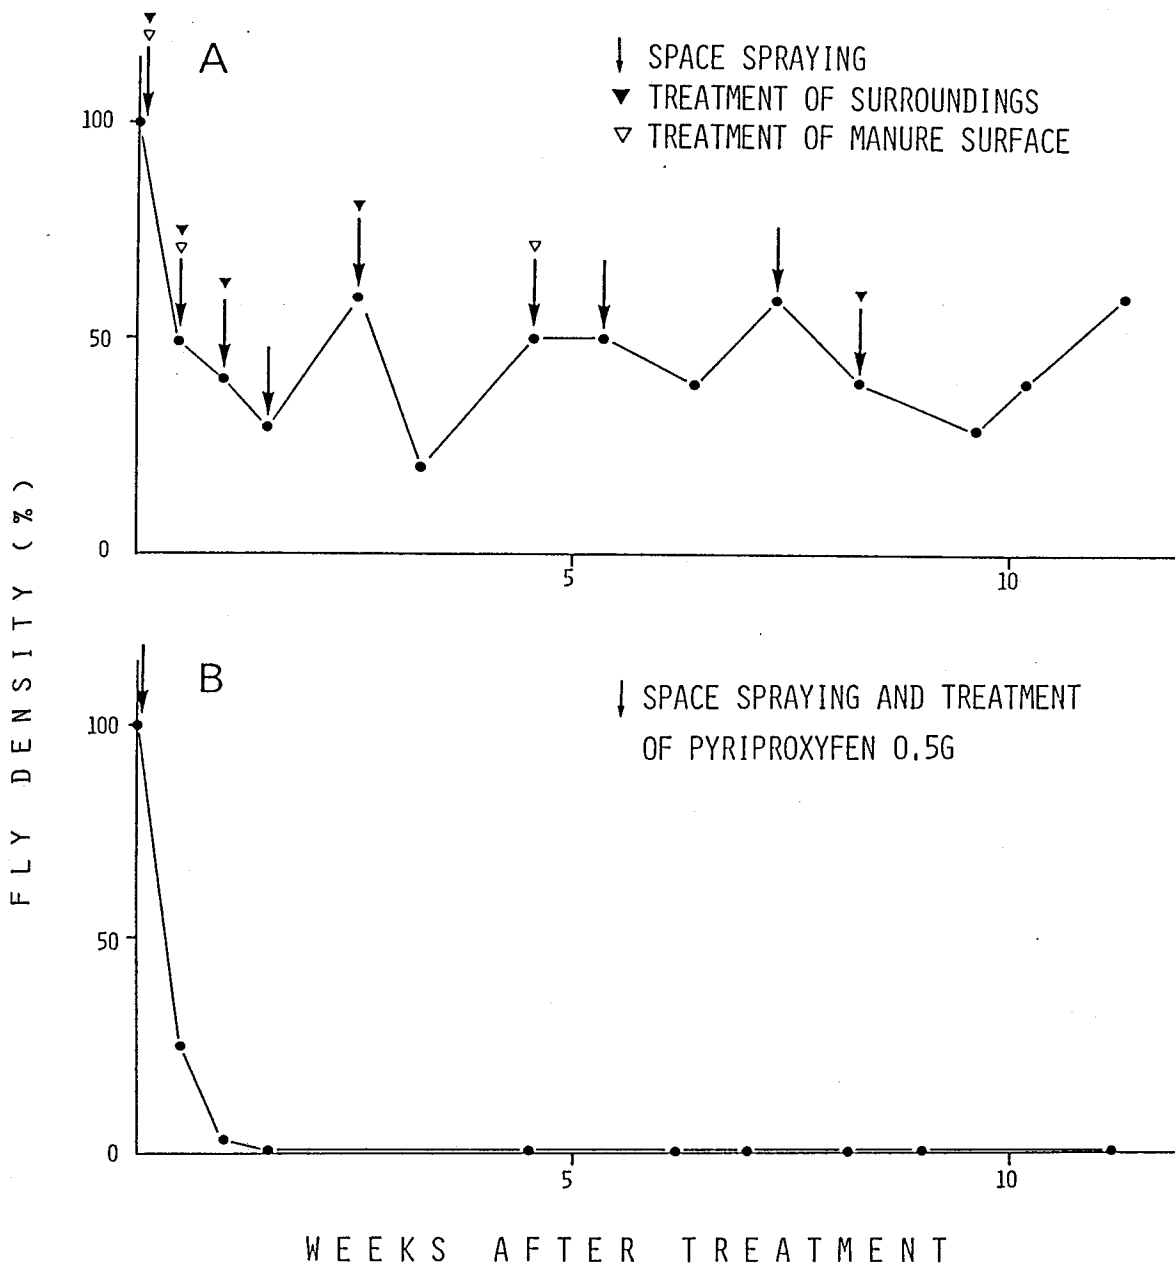 A
SPACE SPRAYING
TREATMENT OF SURROUNDINGS
TREATMENT OF MANURE SURFACE
100
50
0
5
10
FLY DENSITY (%)
B
SPACE SPRAYING AND TREATMENT
OF PYRIPROXYFEN 0.5G
100
50
0
5
10
WEEKS AFTER TREATMENT